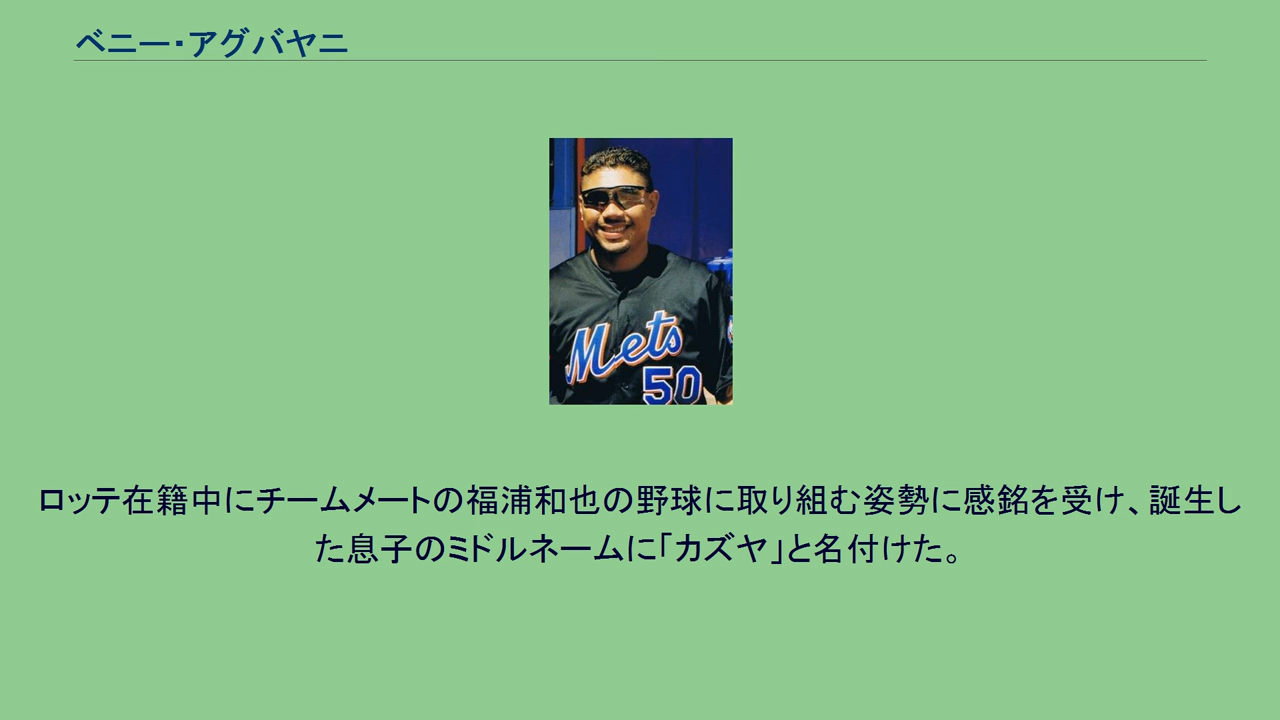 ベニー・アグバヤニ
Mets
50
ロッテ在籍中にチームメートの福浦和也の野球に取り組む姿勢に感銘を受け、誕生し
た息子のミドルネームに「カズヤ」と名付けた。